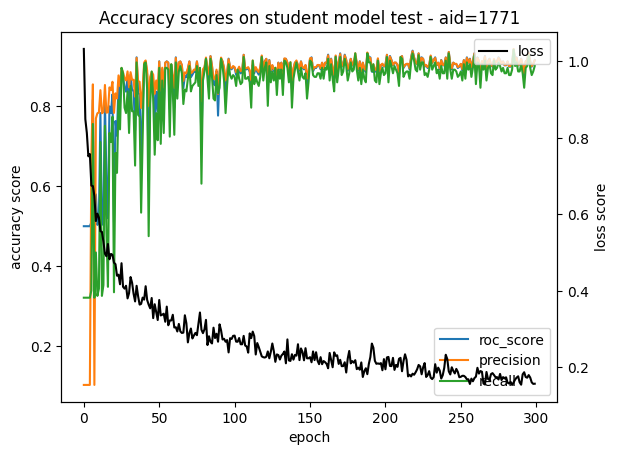 Accuracy scores on student model test - aid=1771
loss
accuracy score
loss score
0.8
0.6
0.4
0.2
1.0
0.8
0.6
0.4
0.2
roc_score
precision
recall
0 50 100 150 200 250 300
epoch